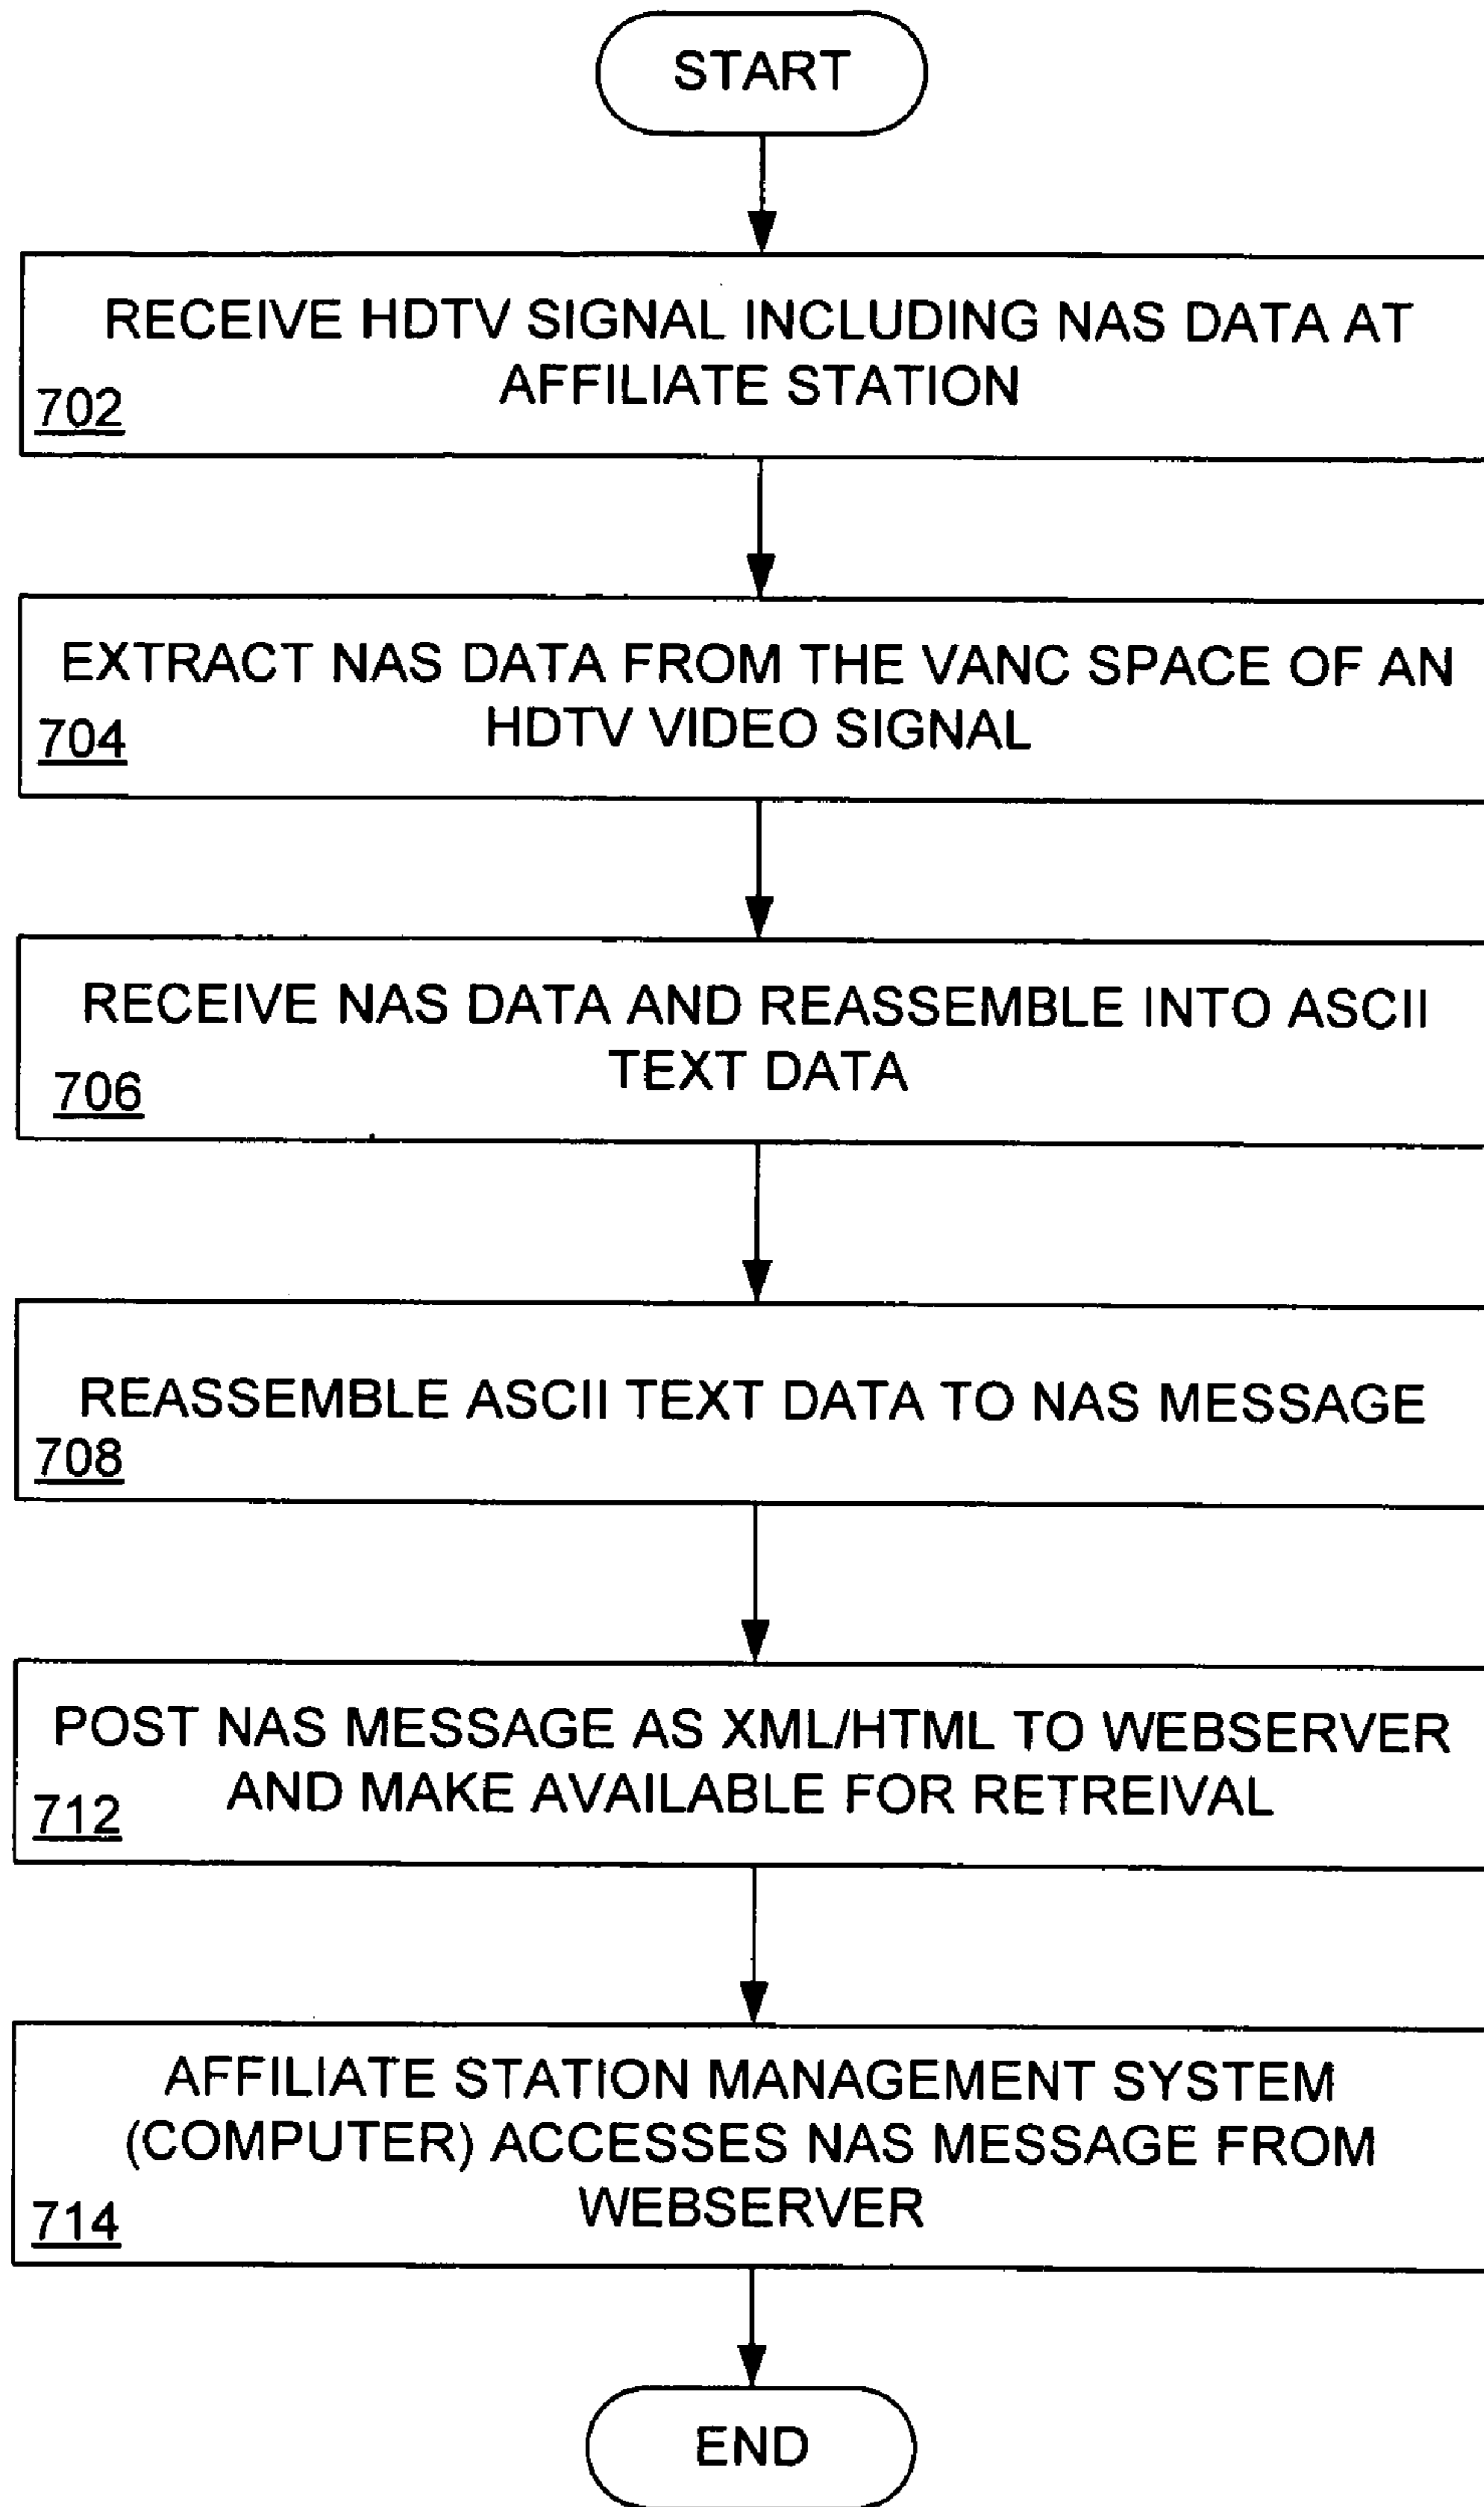 START
RECEIVE HDTV SIGNAL INCLUDING NAS DATA AT
AFFILIATE STATION
702
EXTRACT NAS DATA FROM THE VANC SPACE OF AN
HDTV VIDEO SIGNAL
704
RECEIVE NAS DATA AND REASSEMBLE INTO ASCII
TEXT DATA
706
REASSEMBLE ASCII TEXT DATA TO NAS MESSAGE
708
POST NAS MESSAGE AS XML/HTML TO WEBSERVER
AND MAKE AVAILABLE FOR RETREIVAL
712
AFFILIATE STATION MANAGEMENT SYSTEM
(COMPUTER) ACCESSES NAS MESSAGE FROM
WEBSERVER
714
END